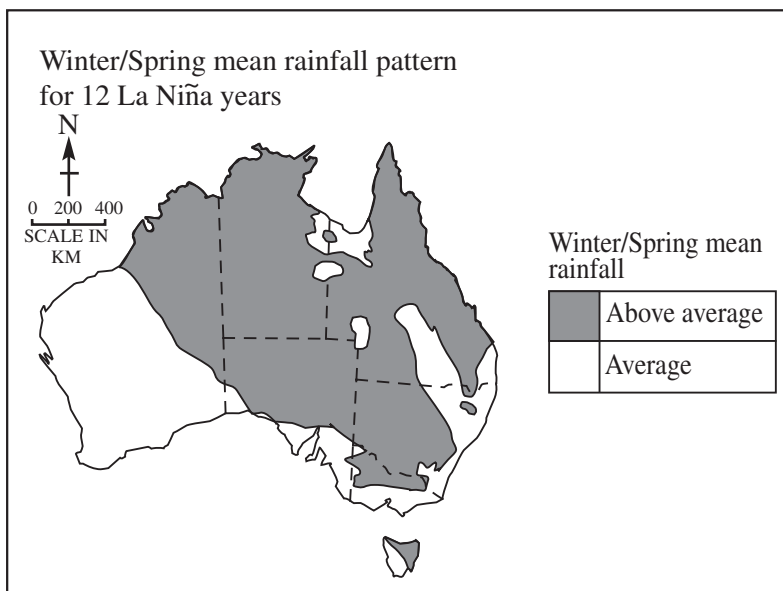 Winter/Spring mean rainfall pattern
for 12 La Niña years
N
0 200 400
SCALE IN
KM
Winter/Spring mean
rainfall
Above average
Average